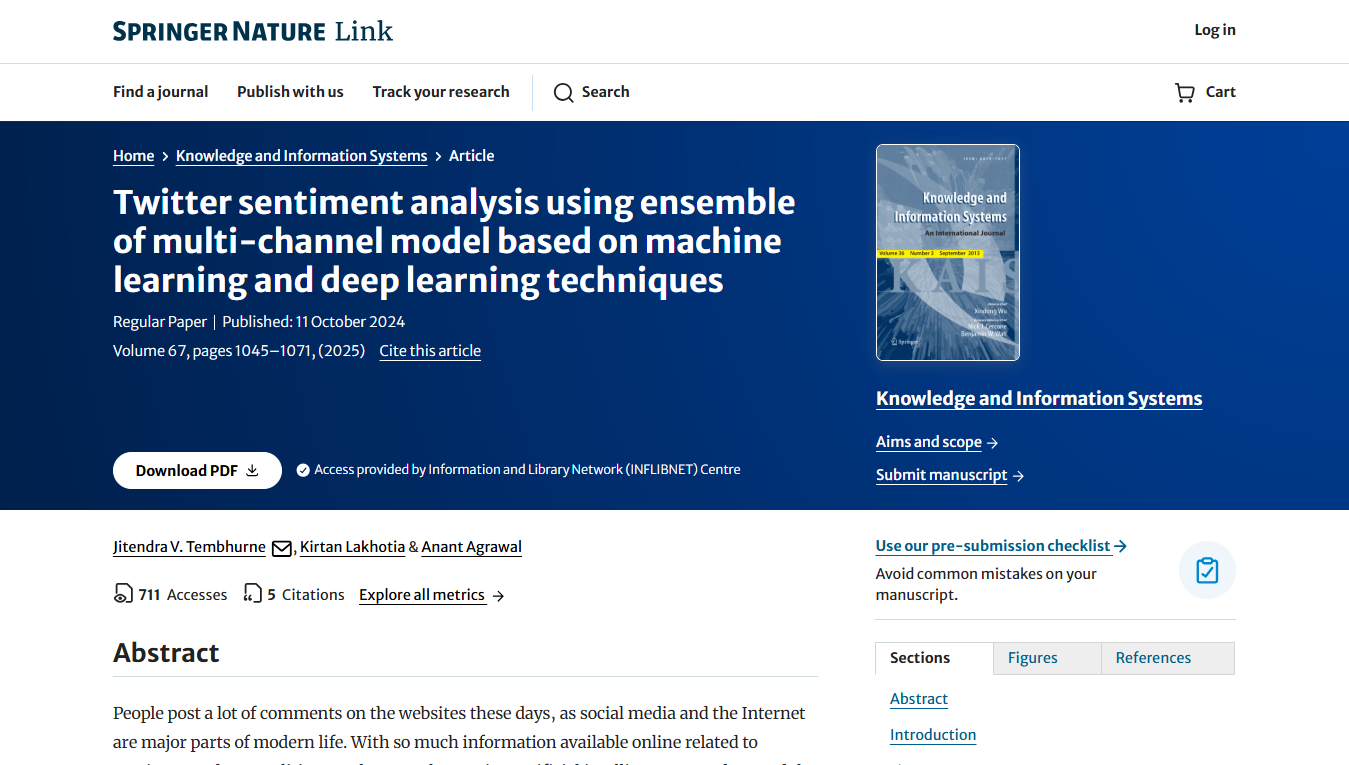 SPRINGER NATURE Link
Log in
Find a journal
Publish with us
Track your research
Search
Cart
Home > Knowledge and Information Systems > Article
Twitter sentiment analysis using ensemble
of multi-channel model based on machine
learning and deep learning techniques
Regular Paper | Published: 11 October 2024
Volume 67, pages 1045–1071, (2025) Cite this article
Download PDF
Access provided by Information and Library Network (INFLIBNET) Centre
Knowledge and
Information Systems
An International Journal
Volume 36 Number 3 September 2013
KAIS
Xindong Wu
Springer
Knowledge and Information Systems
Aims and scope →
Submit manuscript →
Jitendra V. Tembhurne, Kirtan Lakhotia & Anant Agrawal
711 Accesses
5 Citations
Explore all metrics →
Abstract
People post a lot of comments on the websites these days, as social media and the Internet
are major parts of modern life. With so much information available online related to
Use our pre-submission checklist →
Avoid common mistakes on your
manuscript.
Sections
Figures
References
Abstract
Introduction